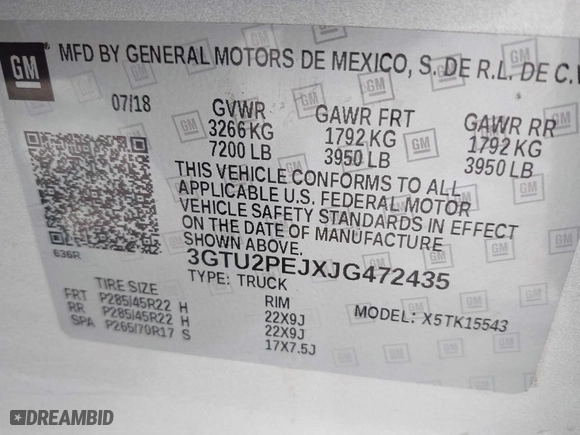 GM
MFD BY GENERAL MOTORS DE MEXICO, S. DE R.L. DE C.V
07/18
GVWR GAWR FRT GAWR RR
3266 KG 1792 KG 1792 KG
7200 LB 3950 LB 3950 LB
THIS VEHICLE CONFORMS TO ALL
APPLICABLE U.S. FEDERAL MOTOR
VEHICLE SAFETY STANDARDS IN EFFECT
ON THE DATE OF MANUFACTURE
SHOWN ABOVE.
636R
3GTU2PEJXJG472435
TYPE: TRUCK
MODEL: X5TK15543
TIRE SIZE RIM
FRT P285/45R22 H 22X9J
RR P285/45R22 H 22X9J
SPA P265/70R17 S 17X7.5J
DREAMBID